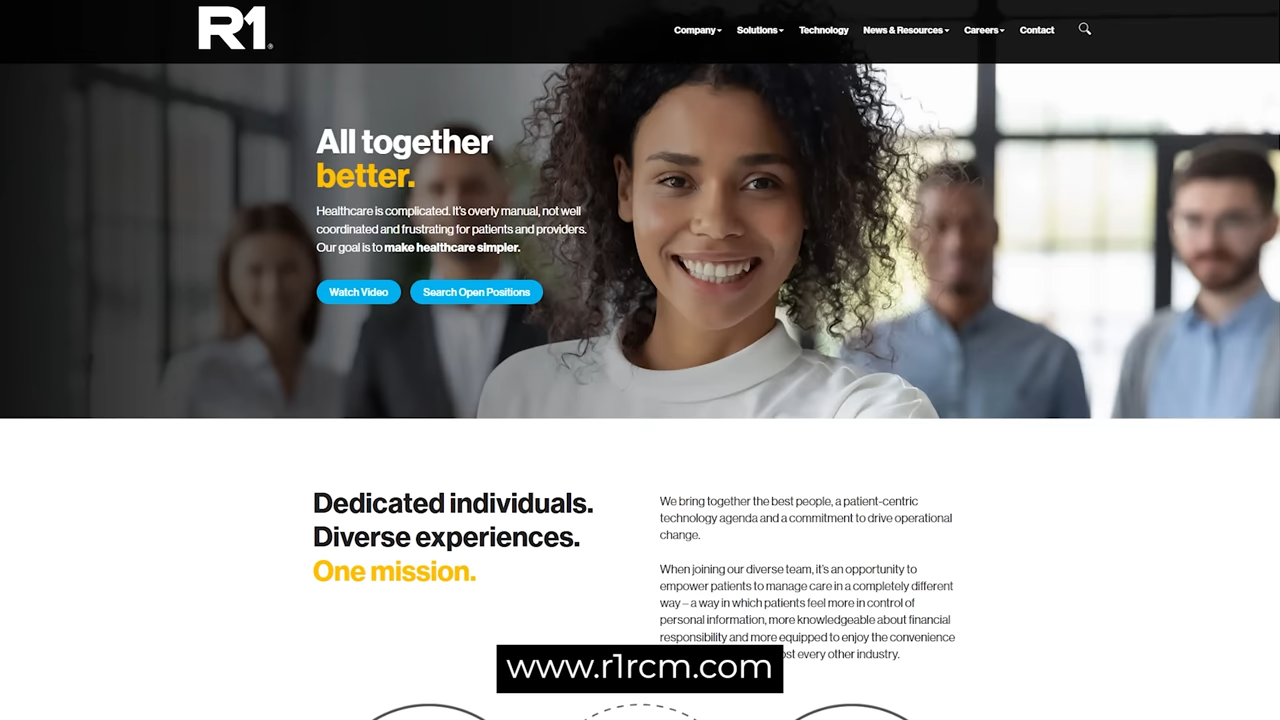 R1®
Company Solutions Technology News & Resources Careers Contact
All together
better.
Healthcare is complicated. It's overly manual, not well
coordinated and frustrating for patients and providers.
Our goal is to make healthcare simpler.
Watch Video Search Open Positions
Dedicated individuals.
Diverse experiences.
One mission.
We bring together the best people, a patient-centric
technology agenda and a commitment to drive operational
change.
When joining our diverse team, it's an opportunity to
empower patients to manage care in a completely different
way – a way in which patients feel more in control of
personal information, more knowledgeable about financial
responsibility and more equipped to enjoy the convenience
every other industry.
www.r1rcm.com